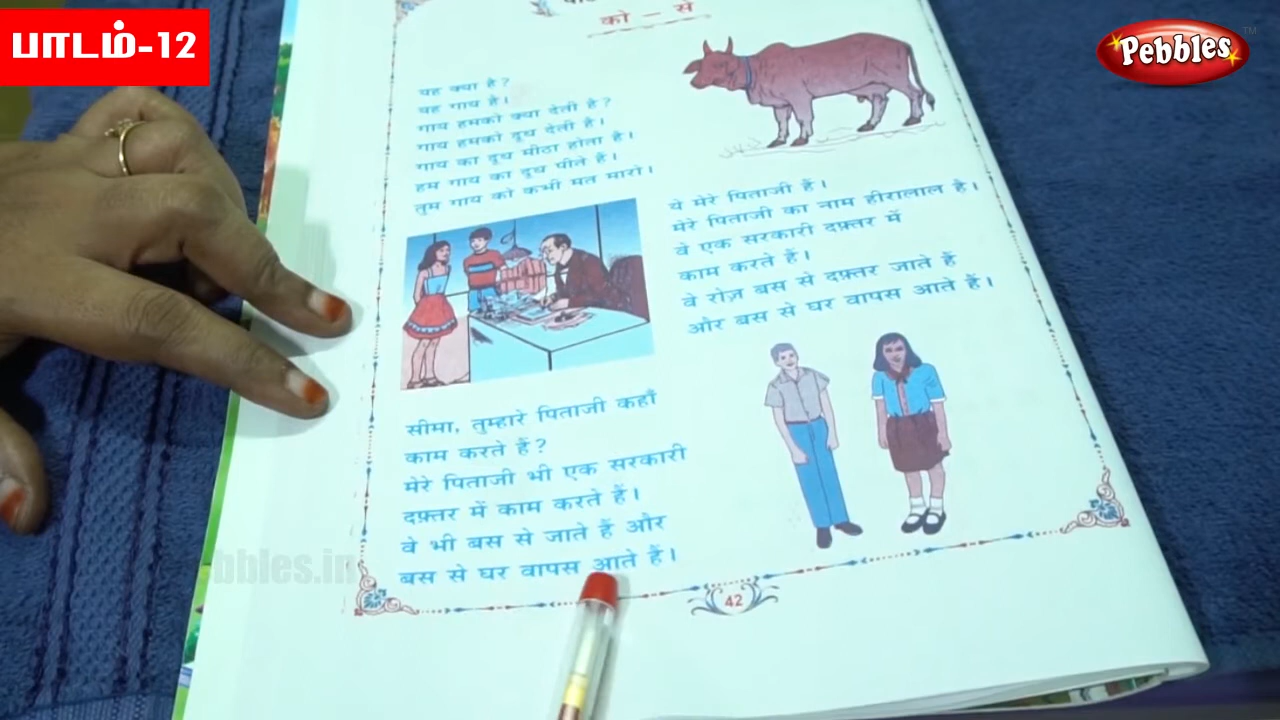 பாடம்-12
Pebbles
TM
को – से
यह क्या है?
यह गाय है।
गाय हमको क्या देती है?
गाय हमको दूध देती है।
गाय का दूध मीठा होता है।
हम गाय का दूध पीते हैं।
तुम गाय को कभी मत मारो।
ये मेरे पिताजी हैं।
मेरे पिताजी का नाम हीरालाल है।
वे एक सरकारी दफ़्तर में
काम करते हैं।
वे रोज़ बस से दफ़्तर जाते हैं
और बस से घर वापस आते हैं।
सीमा, तुम्हारे पिताजी कहाँ
काम करते हैं?
मेरे पिताजी भी एक सरकारी
दफ़्तर में काम करते हैं।
वे भी बस से जाते हैं और
बस से घर वापस आते हैं।
42